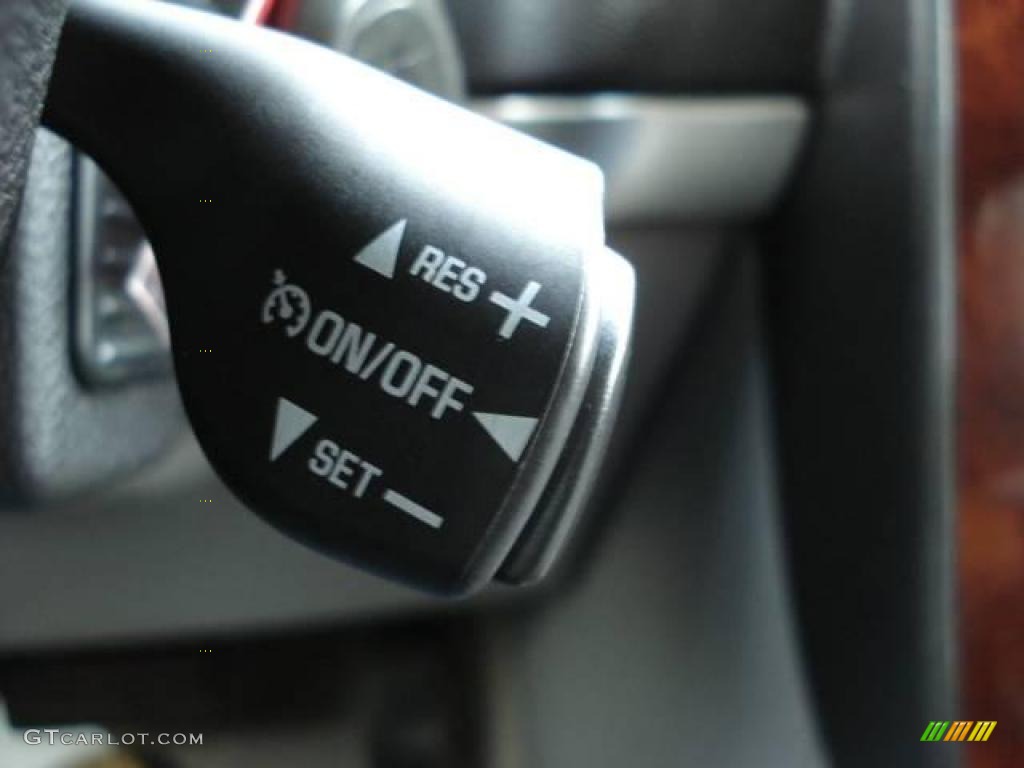 RES +
ON/OFF
SET −
GTCARLOT.COM